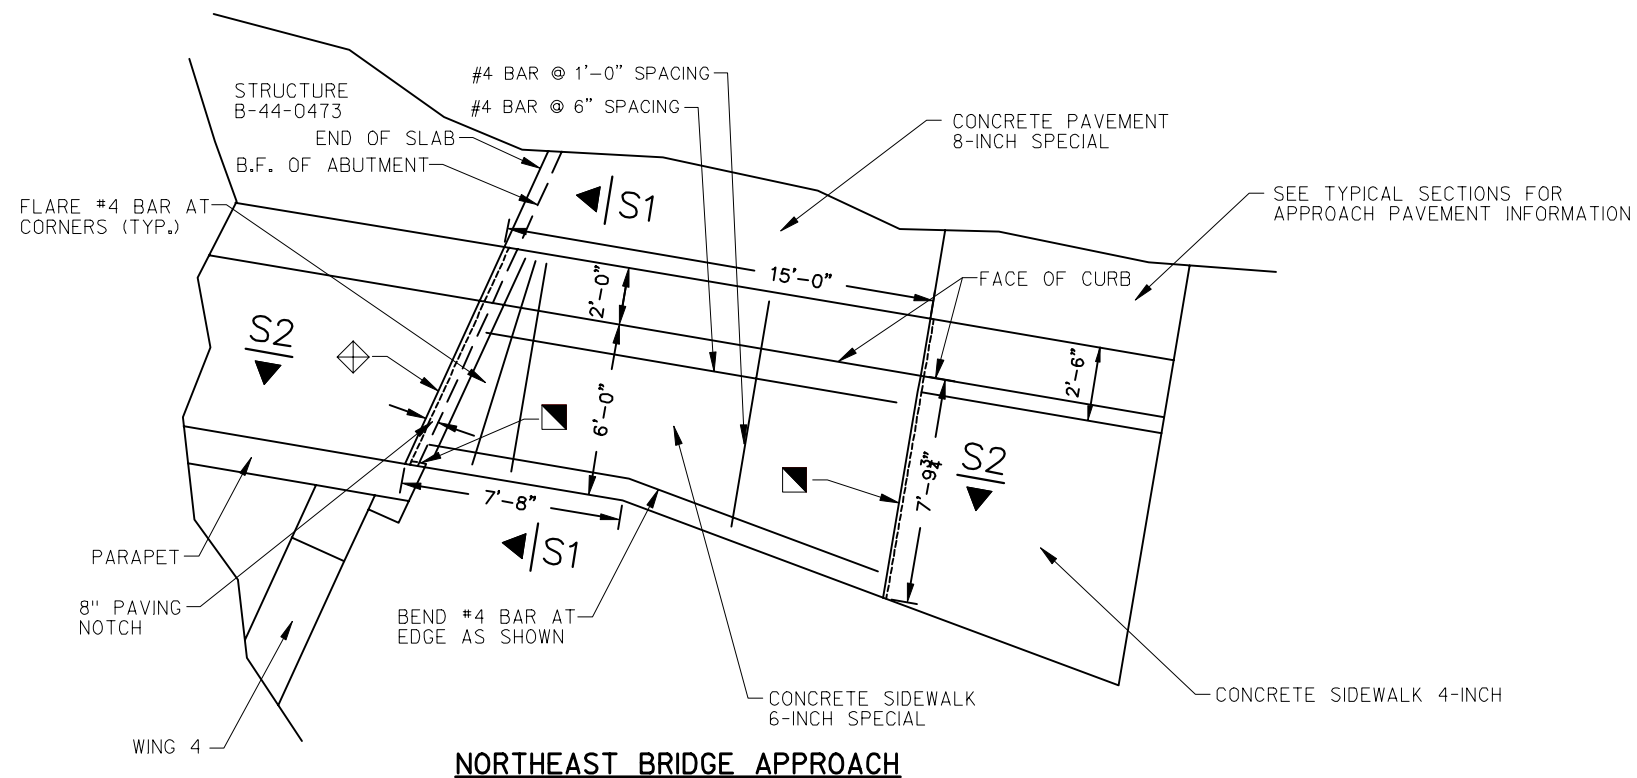 #4 BAR @ 1'-0" SPACING
#4 BAR @ 6" SPACING
STRUCTURE
B-44-0473
END OF SLAB
B.F. OF ABUTMENT
CONCRETE PAVEMENT
8-INCH SPECIAL
FLARE #4 BAR AT
CORNERS (TYP.)
S1
SEE TYPICAL SECTIONS FOR
APPROACH PAVEMENT INFORMATION
15'-0"
FACE OF CURB
2'-0"
S2
2'-6"
6'-0"
7'-9¾"
S2
7'-8"
S1
PARAPET
8" PAVING
NOTCH
BEND #4 BAR AT
EDGE AS SHOWN
CONCRETE SIDEWALK
6-INCH SPECIAL
CONCRETE SIDEWALK 4-INCH
WING 4
NORTHEAST BRIDGE APPROACH